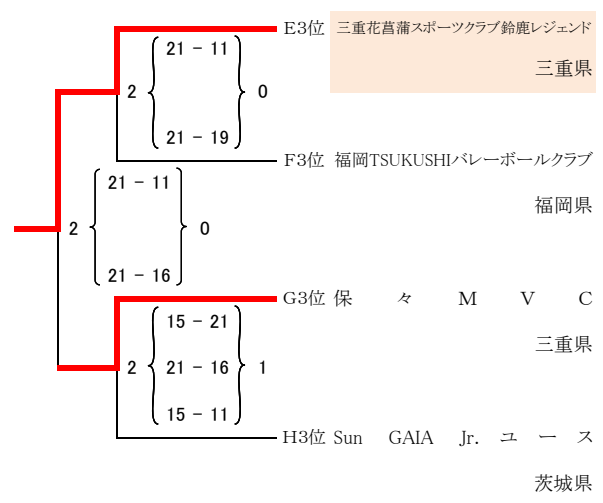 E3位 三重花菖蒲スポーツクラブ鈴鹿レジェンド
21 － 11
三重県
2 0
21 － 19
F3位 福岡TSUKUSHIバレーボールクラブ
21 － 11
福岡県
2 0
21 － 16
G3位 保々MVC
15 － 21
三重県
2 21 － 16 1
15 － 11
H3位 Sun GAIA Jr.ユース
茨城県